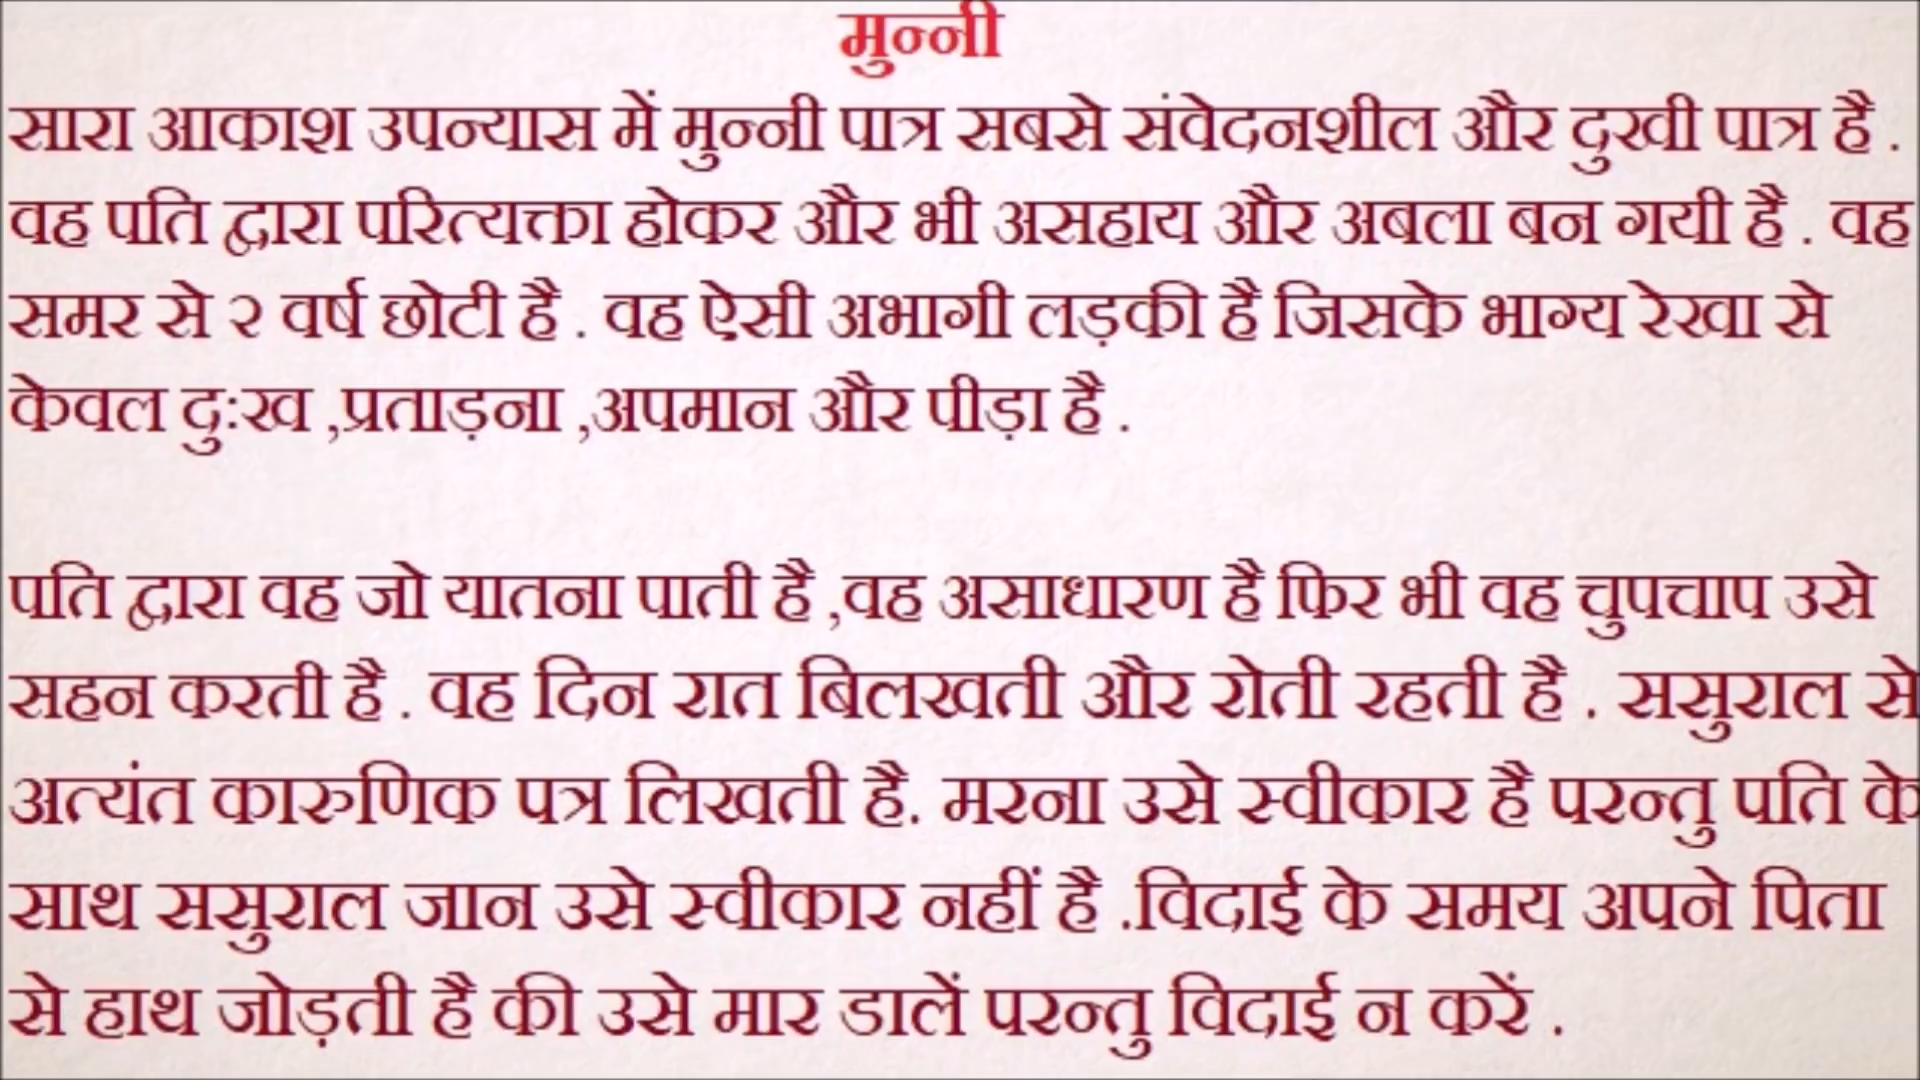 मुन्नी
सारा आकाश उपन्यास में मुन्नी पात्र सबसे संवेदनशील और दुखी पात्र है .
वह पति द्वारा परित्यक्ता होकर और भी असहाय और अबला बन गयी है . वह
समर से २ वर्ष छोटी है . वह ऐसी अभागी लड़की है जिसके भाग्य रेखा से
केवल दुःख ,प्रताड़ना ,अपमान और पीड़ा है .
पति द्वारा वह जो यातना पाती है ,वह असाधारण है फिर भी वह चुपचाप उसे
सहन करती है . वह दिन रात बिलखती और रोती रहती है . ससुराल से
अत्यंत कारुणिक पत्र लिखती है. मरना उसे स्वीकार है परन्तु पति के
साथ ससुराल जान उसे स्वीकार नहीं है .विदाई के समय अपने पिता
से हाथ जोड़ती है की उसे मार डालें परन्तु विदाई न करें .